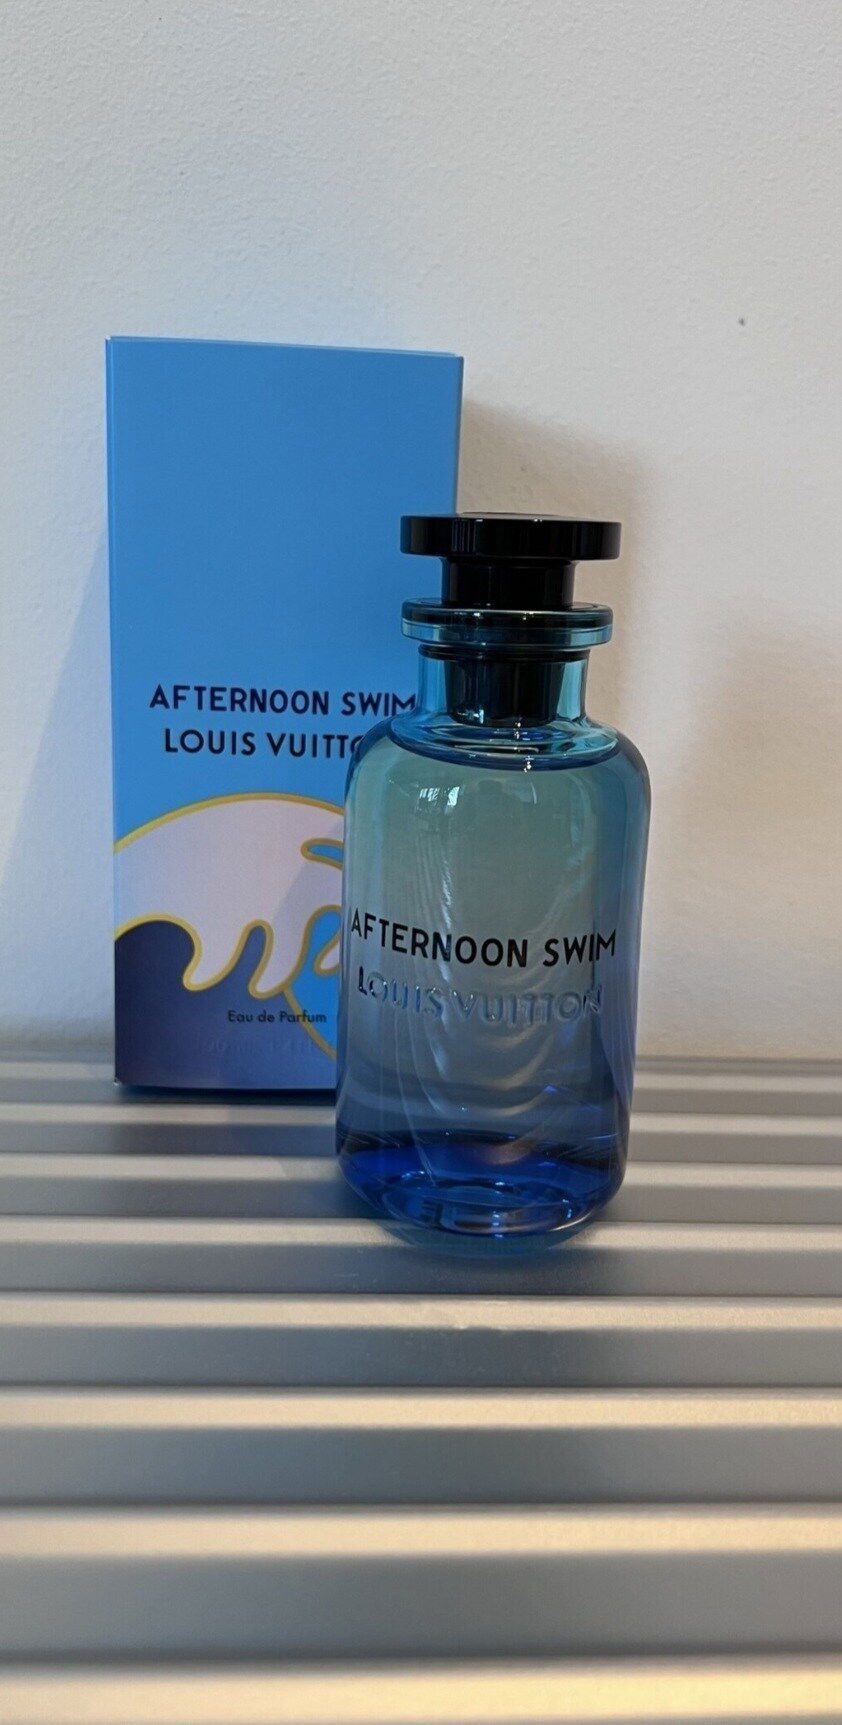 AFTERNOON SWIM
LOUIS VUITTO
Eau de Parfum
AFTERNOON SWIM
LOUIS VUITTON